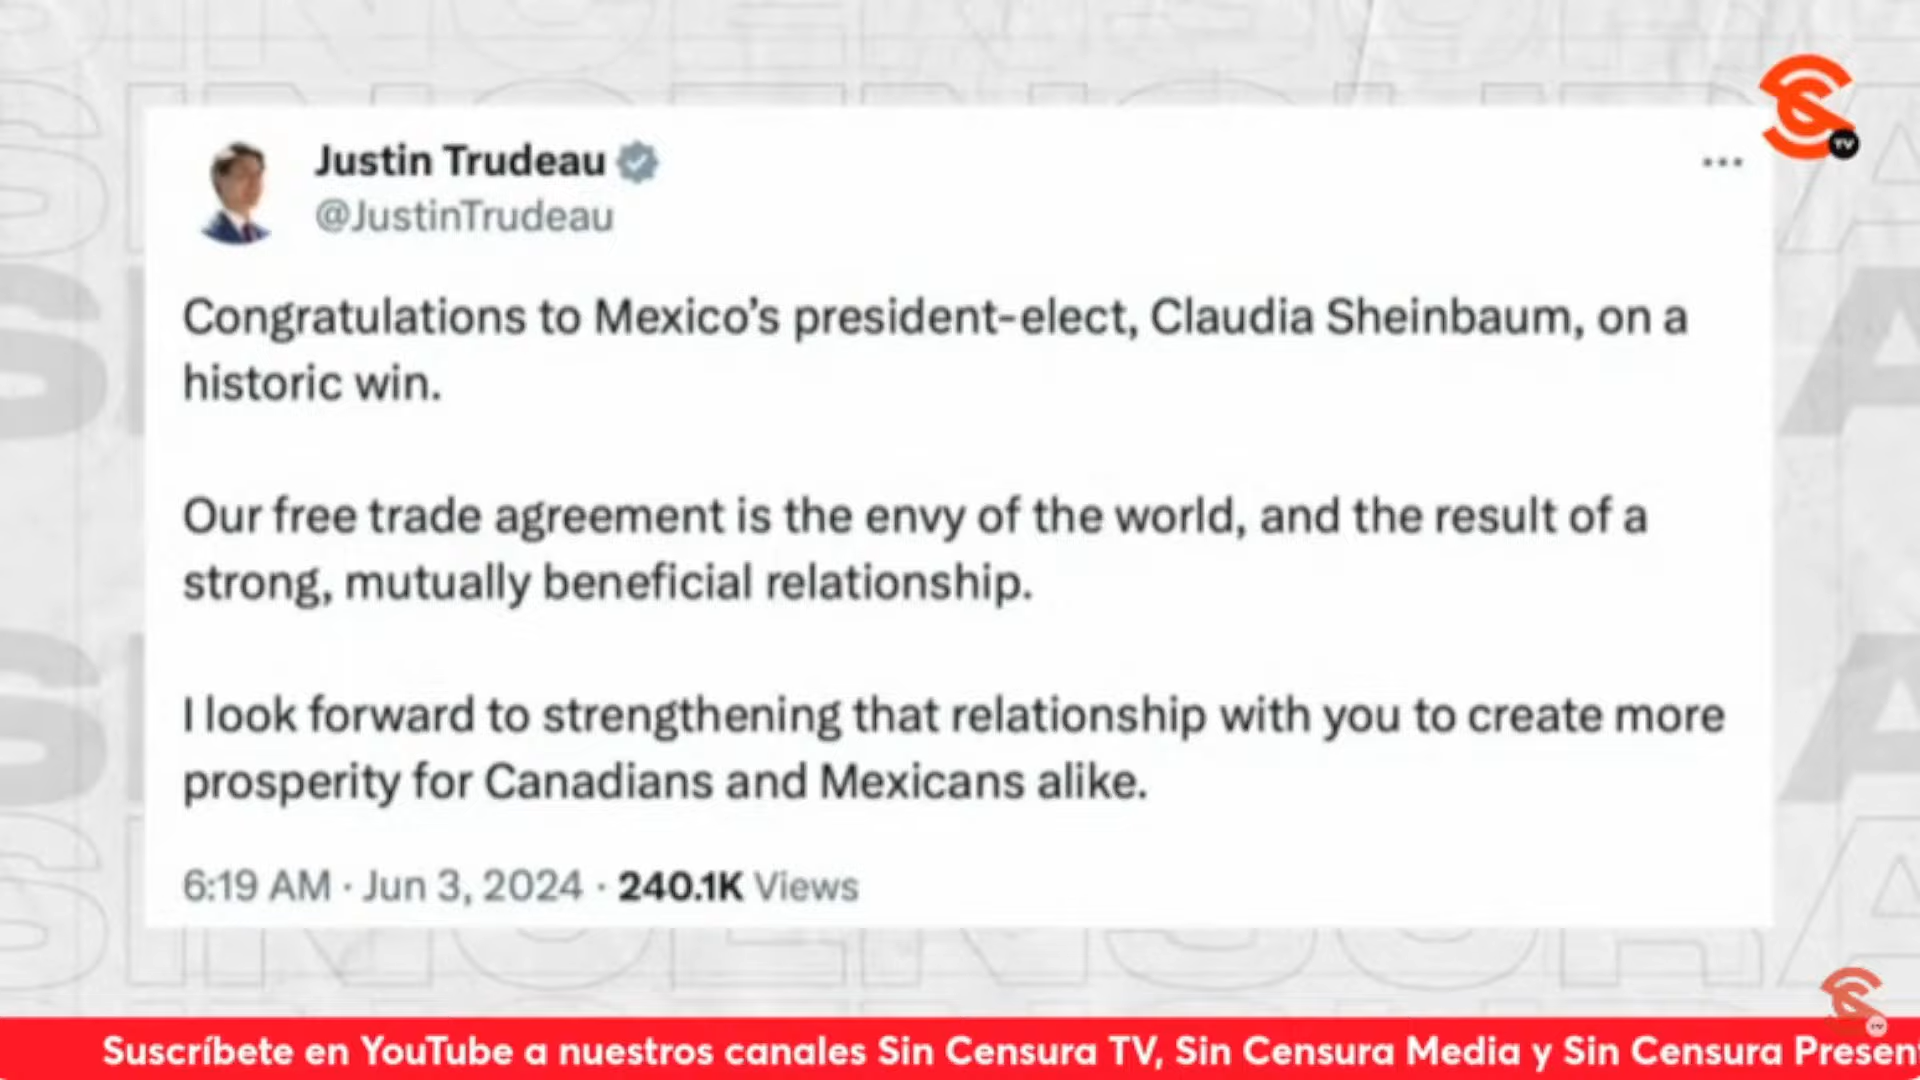 Justin Trudeau
@JustinTrudeau
Congratulations to Mexico’s president-elect, Claudia Sheinbaum, on a
historic win.
Our free trade agreement is the envy of the world, and the result of a
strong, mutually beneficial relationship.
I look forward to strengthening that relationship with you to create more
prosperity for Canadians and Mexicans alike.
6:19 AM · Jun 3, 2024 · 240.1K Views
TV
Suscríbete en YouTube a nuestros canales Sin Censura TV, Sin Censura Media y Sin Censura Presen